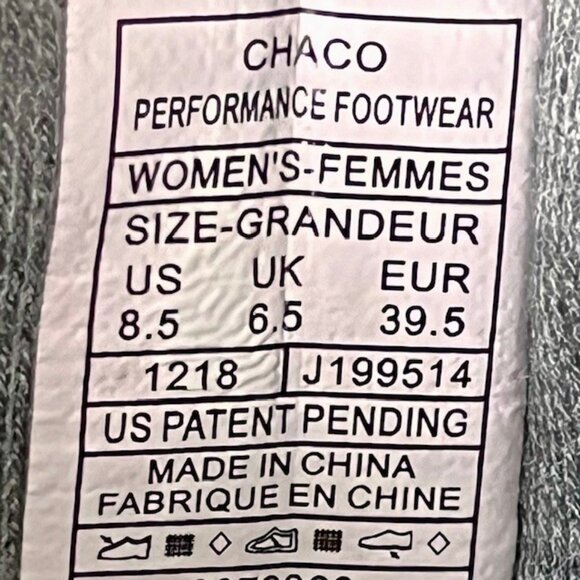 CHACO
PERFORMANCE FOOTWEAR
WOMEN'S-FEMMES
SIZE-GRANDEUR
US UK EUR
8.5 6.5 39.5
1218 J199514
US PATENT PENDING
MADE IN CHINA
FABRIQUE EN CHINE